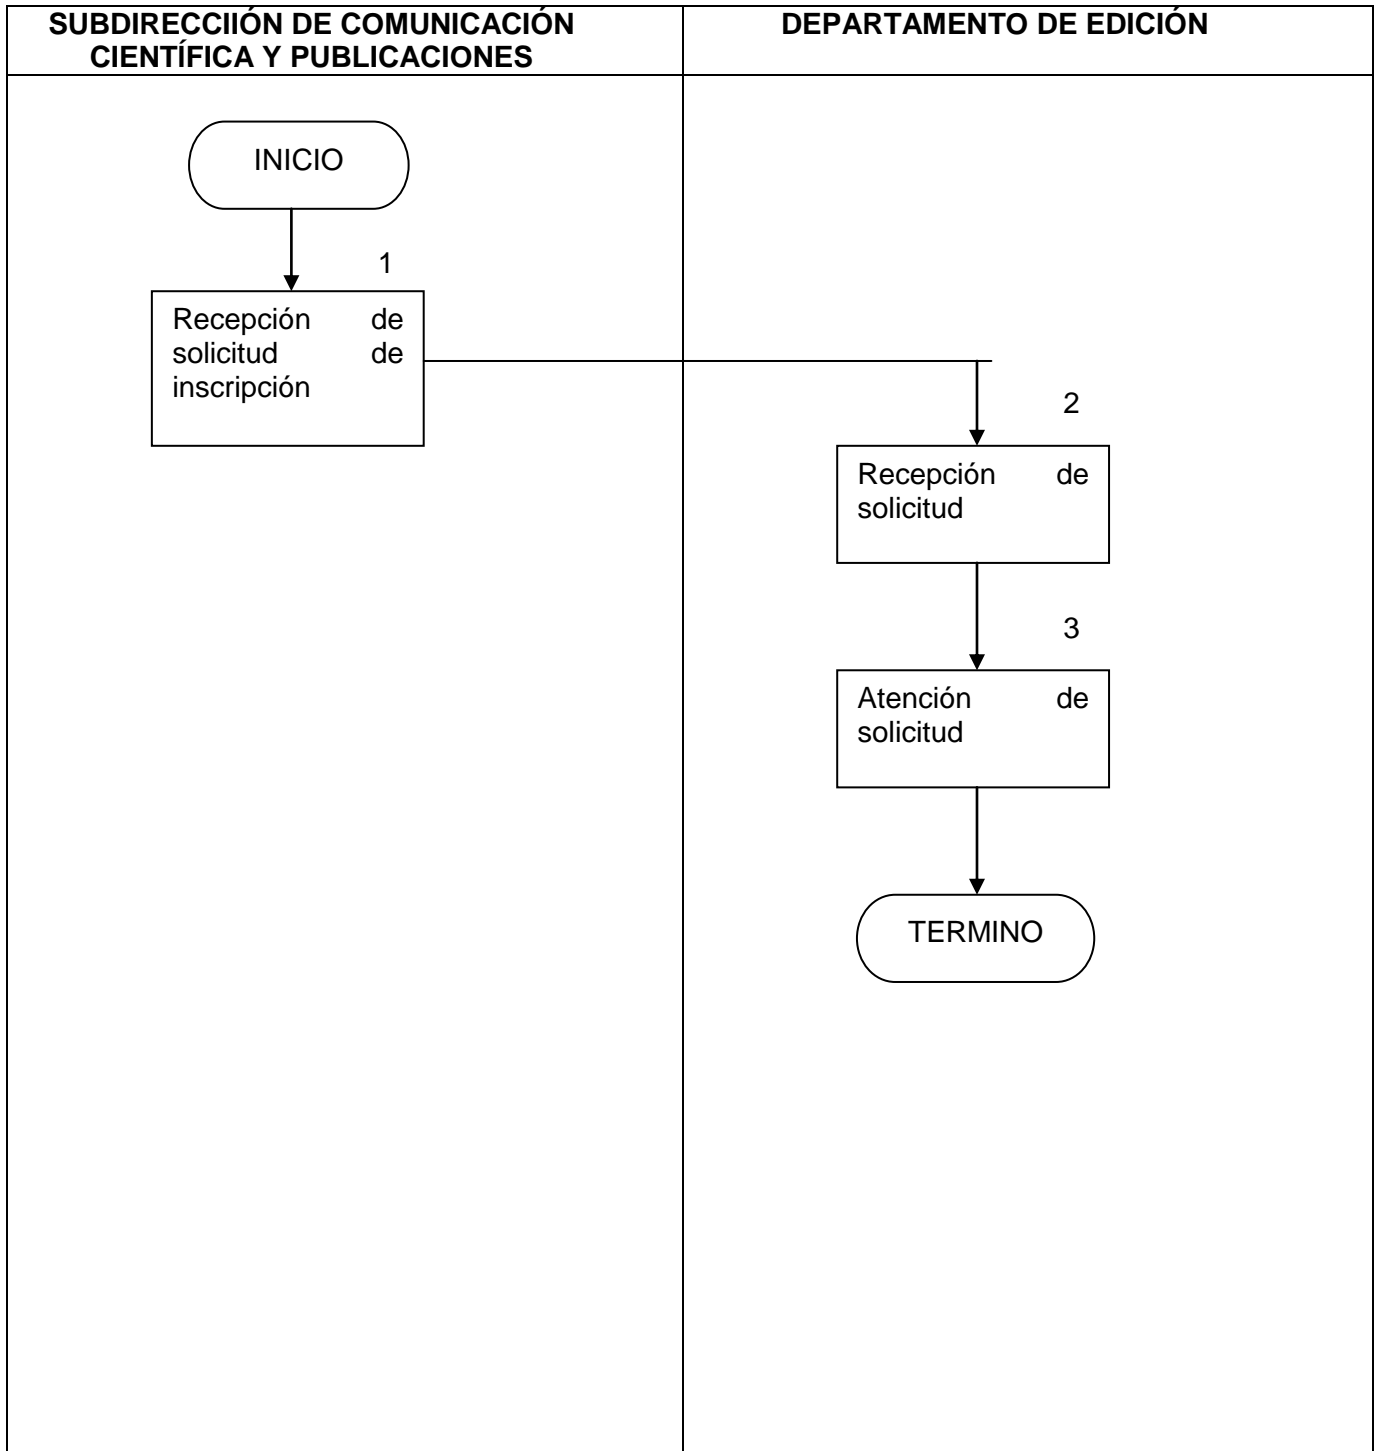 SUBDIRECCIIÓN DE COMUNICACIÓN
CIENTÍFICA Y PUBLICACIONES
DEPARTAMENTO DE EDICIÓN
INICIO
1
Recepción de
solicitud de
inscripción
2
Recepción de
solicitud
3
Atención de
solicitud
TERMINO